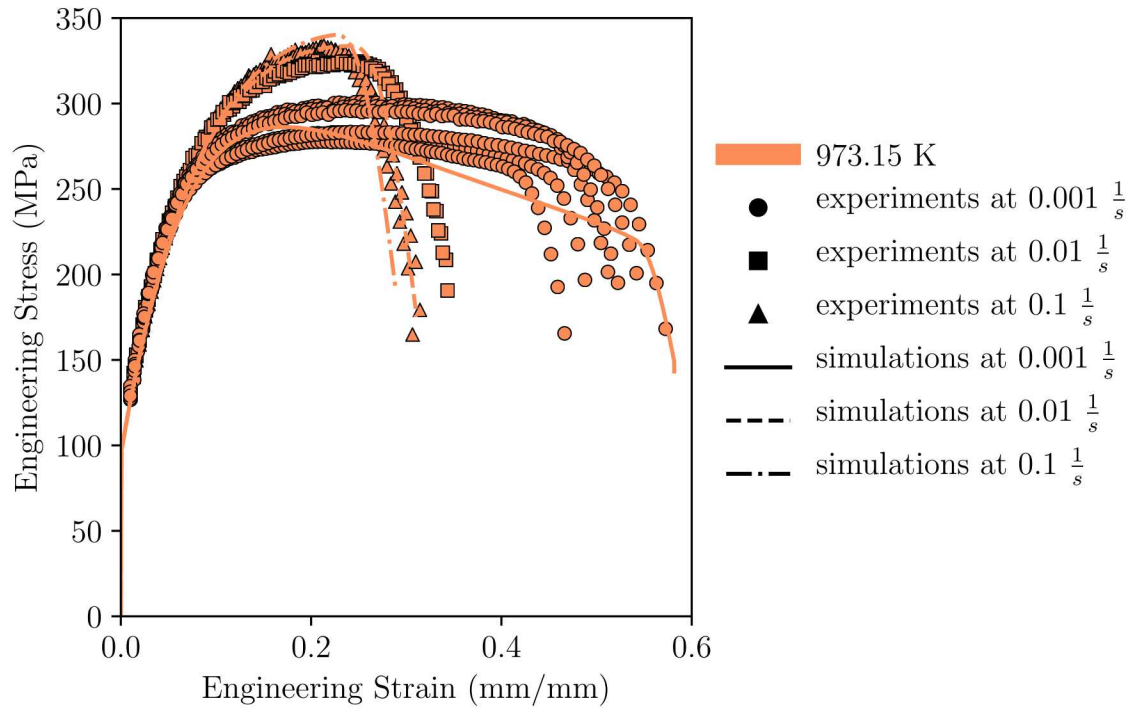 350
300
250
200
150
100
50
0
Engineering Stress (MPa)
0.0 0.2 0.4 0.6
Engineering Strain (mm/mm)
973.15 K
experiments at 0.001 1/s
experiments at 0.01 1/s
experiments at 0.1 1/s
simulations at 0.001 1/s
simulations at 0.01 1/s
simulations at 0.1 1/s